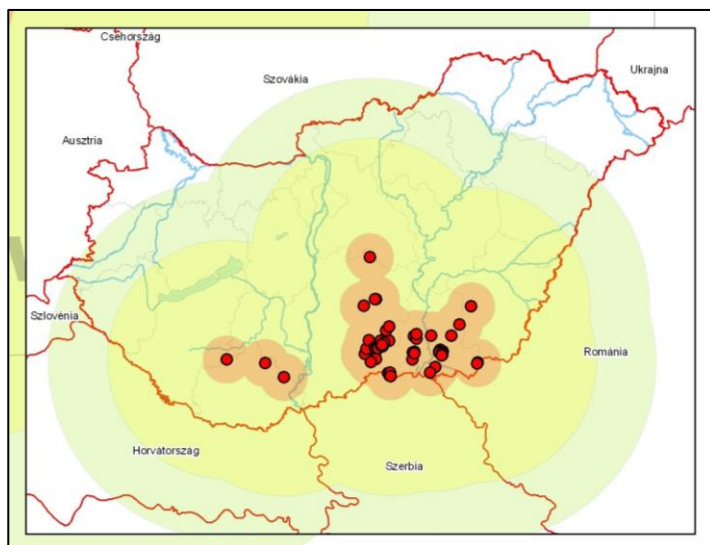 Csehország
Ukrajna
Szovákia
Ausztria
Szlovénia
Románia
Horvátország
Szerbia